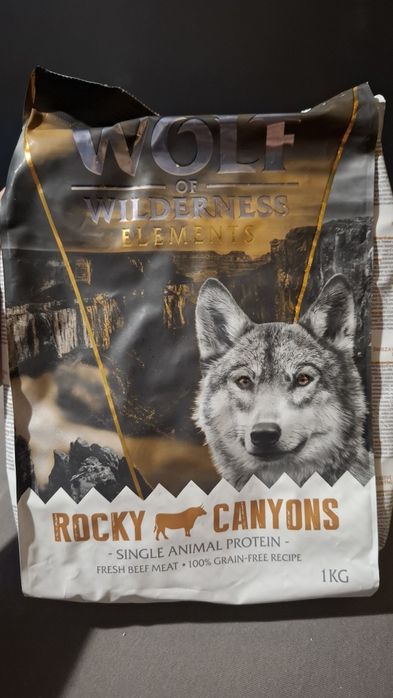 WOLF
OF
WILDERNESS
ELEMENTS
ROCKY CANYONS
- SINGLE ANIMAL PROTEIN -
FRESH BEEF MEAT • 100% GRAIN-FREE RECIPE
1KG